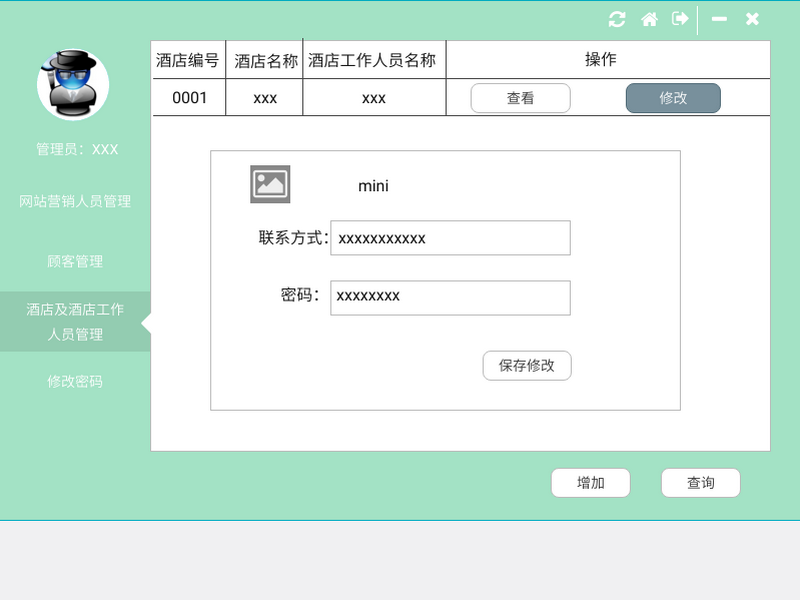 管理员：XXX
网站营销人员管理
顾客管理
酒店及酒店工作
人员管理
修改密码
酒店编号 酒店名称 酒店工作人员名称 操作
0001 xxx xxx 查看 修改
mini
联系方式: xxxxxxxxxxx
密码： xxxxxxxx
保存修改
增加 查询